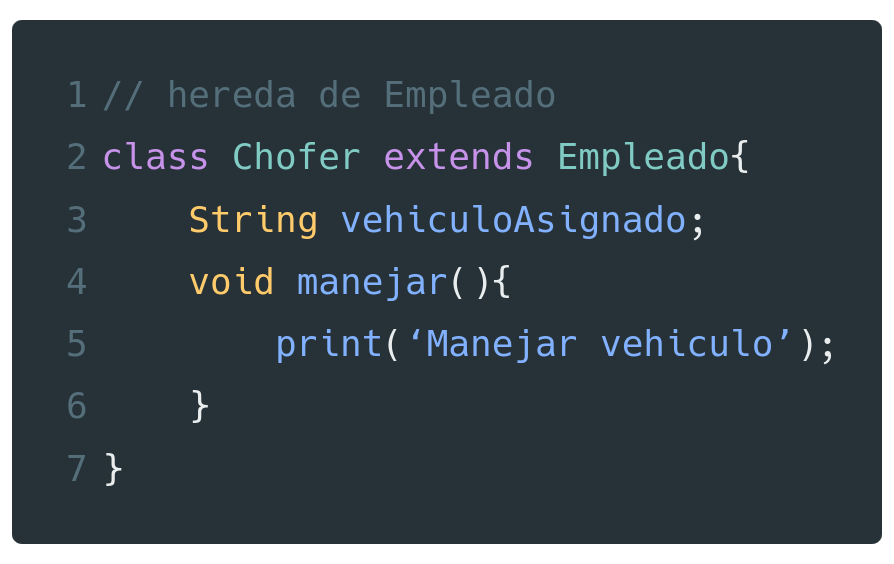 1 // hereda de Empleado
2 class Chofer extends Empleado{
3     String vehiculoAsignado;
4     void manejar(){
5         print(‘Manejar vehiculo’);
6     }
7 }